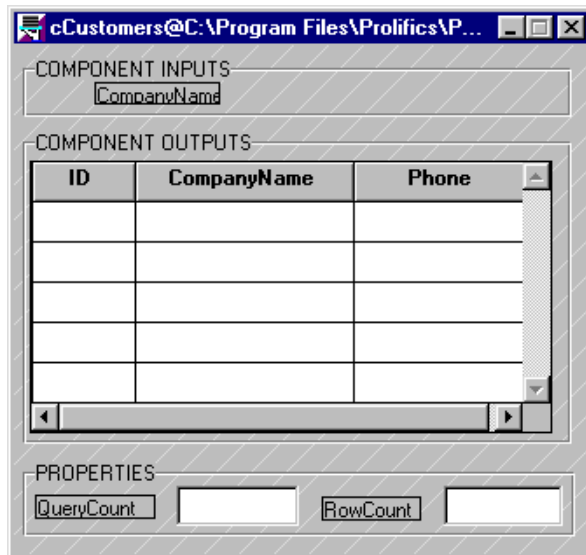 cCustomers@C:\Program Files\Prolifics\P...
COMPONENT INPUTS
CompanyName
COMPONENT OUTPUTS
ID CompanyName Phone
PROPERTIES
QueryCount RowCount